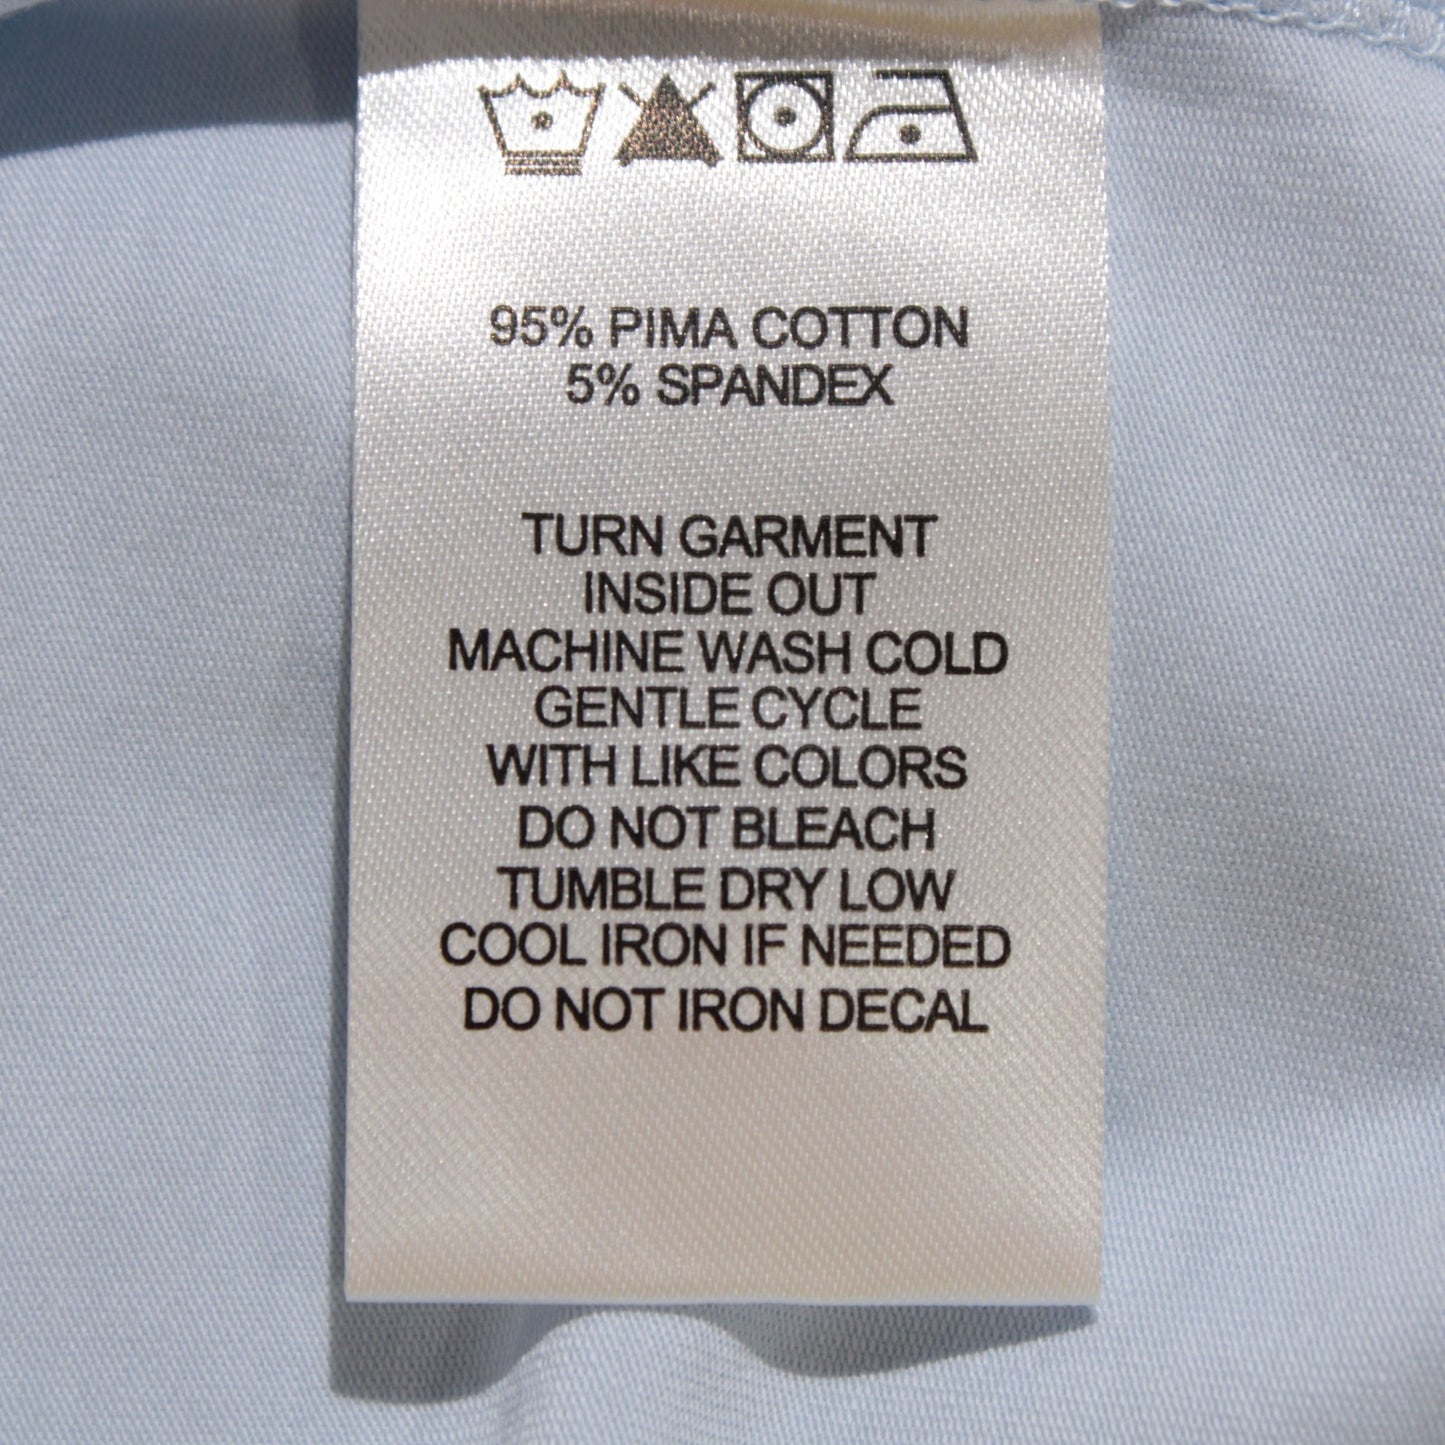 95% PIMA COTTON
5% SPANDEX
TURN GARMENT
INSIDE OUT
MACHINE WASH COLD
GENTLE CYCLE
WITH LIKE COLORS
DO NOT BLEACH
TUMBLE DRY LOW
COOL IRON IF NEEDED
DO NOT IRON DECAL